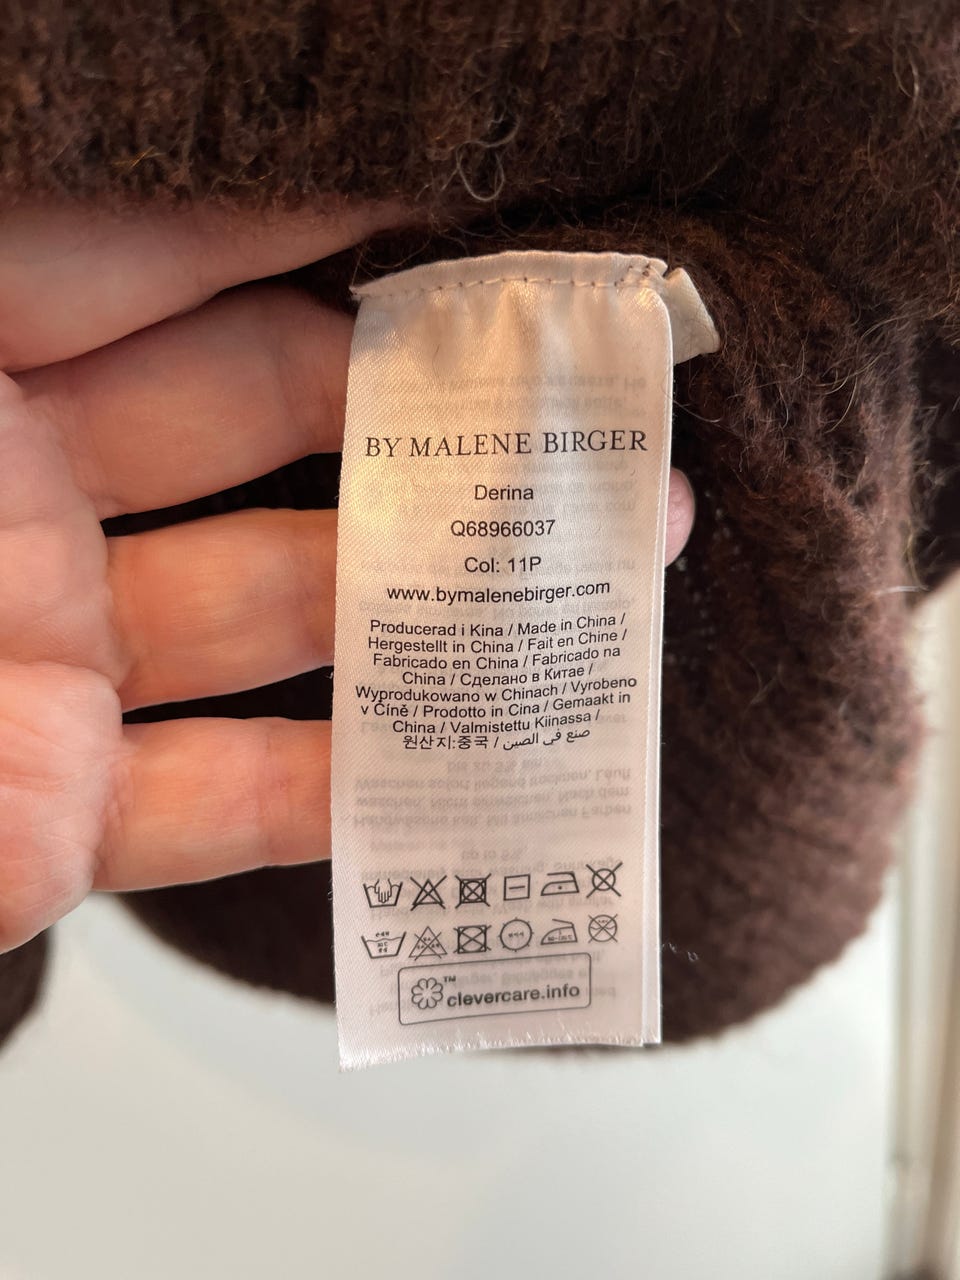 BY MALENE BIRGER
Derina
Q68966037
Col: 11P
www.bymalenebirger.com
Producerad i Kina / Made in China /
Hergestellt in China / Fait en Chine /
Fabricado en China / Fabricado na
China / Сделано в Китае /
Wyprodukowano w Chinach / Vyrobeno
v Číně / Prodotto in Cina / Gemaakt in
China / Valmistettu Kiinassa /
원산지:중국 / صنع في الصين
™
clevercare.info